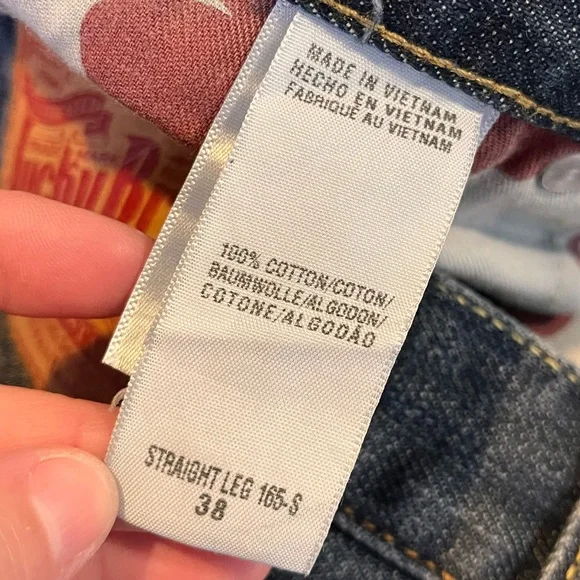 MADE IN VIETNAM
HECHO EN VIETNAM
FABRIQUÉ AU VIETNAM
100% COTTON/COTON/
BAUMWOLLE/ALGODON/
COTONE/ALGODÃO
STRAIGHT LEG 165-S
38
Lucky